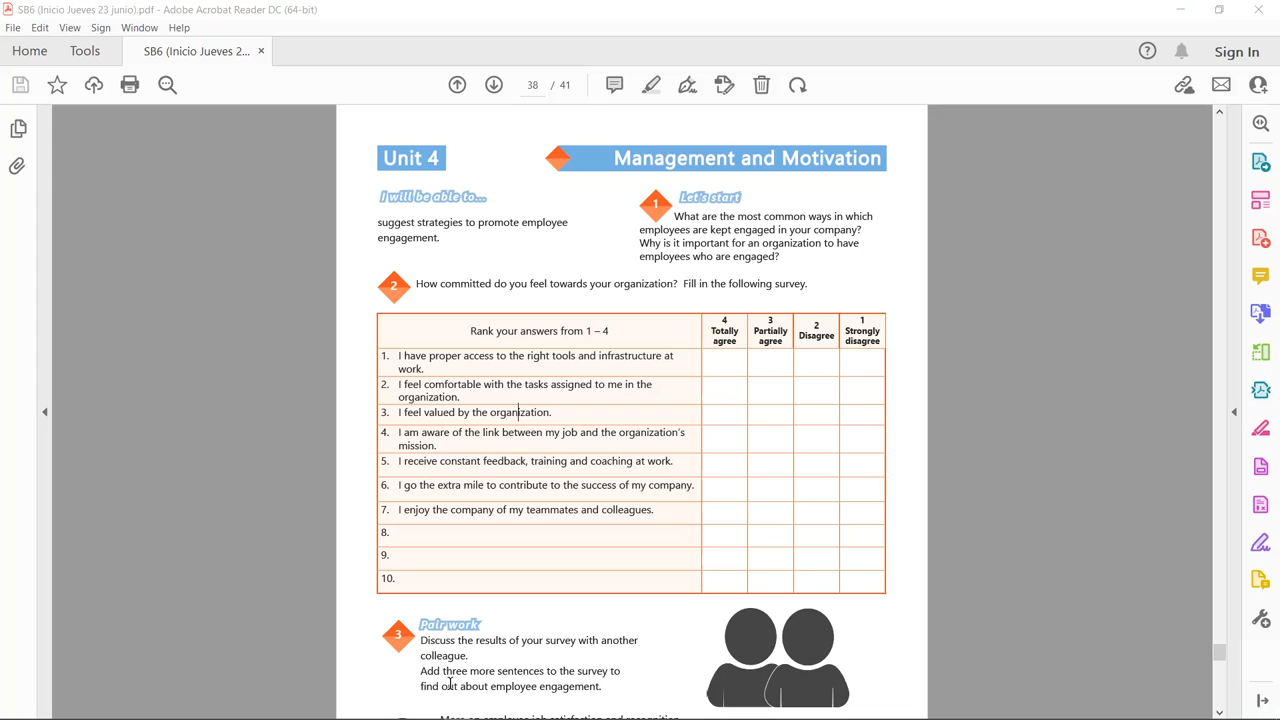 SB6 (Inicio Jueves 23 junio).pdf - Adobe Acrobat Reader DC (64-bit)
File Edit View Sign Window Help
Home Tools SB6 (Inicio Jueves 2... × Sign In
38 / 41
Unit 4 Management and Motivation
I will be able to...
suggest strategies to promote employee
engagement.
1 Let's start
What are the most common ways in which
employees are kept engaged in your company?
Why is it important for an organization to have
employees who are engaged?
2 How committed do you feel towards your organization? Fill in the following survey.
Rank your answers from 1 – 4
4
Totally
agree
3
Partially
agree
2
Disagree
1
Strongly
disagree
1. I have proper access to the right tools and infrastructure at
work.
2. I feel comfortable with the tasks assigned to me in the
organization.
3. I feel valued by the organization.
4. I am aware of the link between my job and the organization's
mission.
5. I receive constant feedback, training and coaching at work.
6. I go the extra mile to contribute to the success of my company.
7. I enjoy the company of my teammates and colleagues.
8.
9.
10.
3 Pair work
Discuss the results of your survey with another
colleague.
Add three more sentences to the survey to
find out about employee engagement.
More on employee job satisfaction and recognition